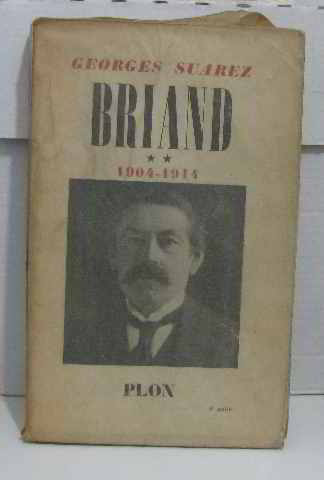 GEORGES SUAREZ
BRIAND
★★
1904-1914
PLON